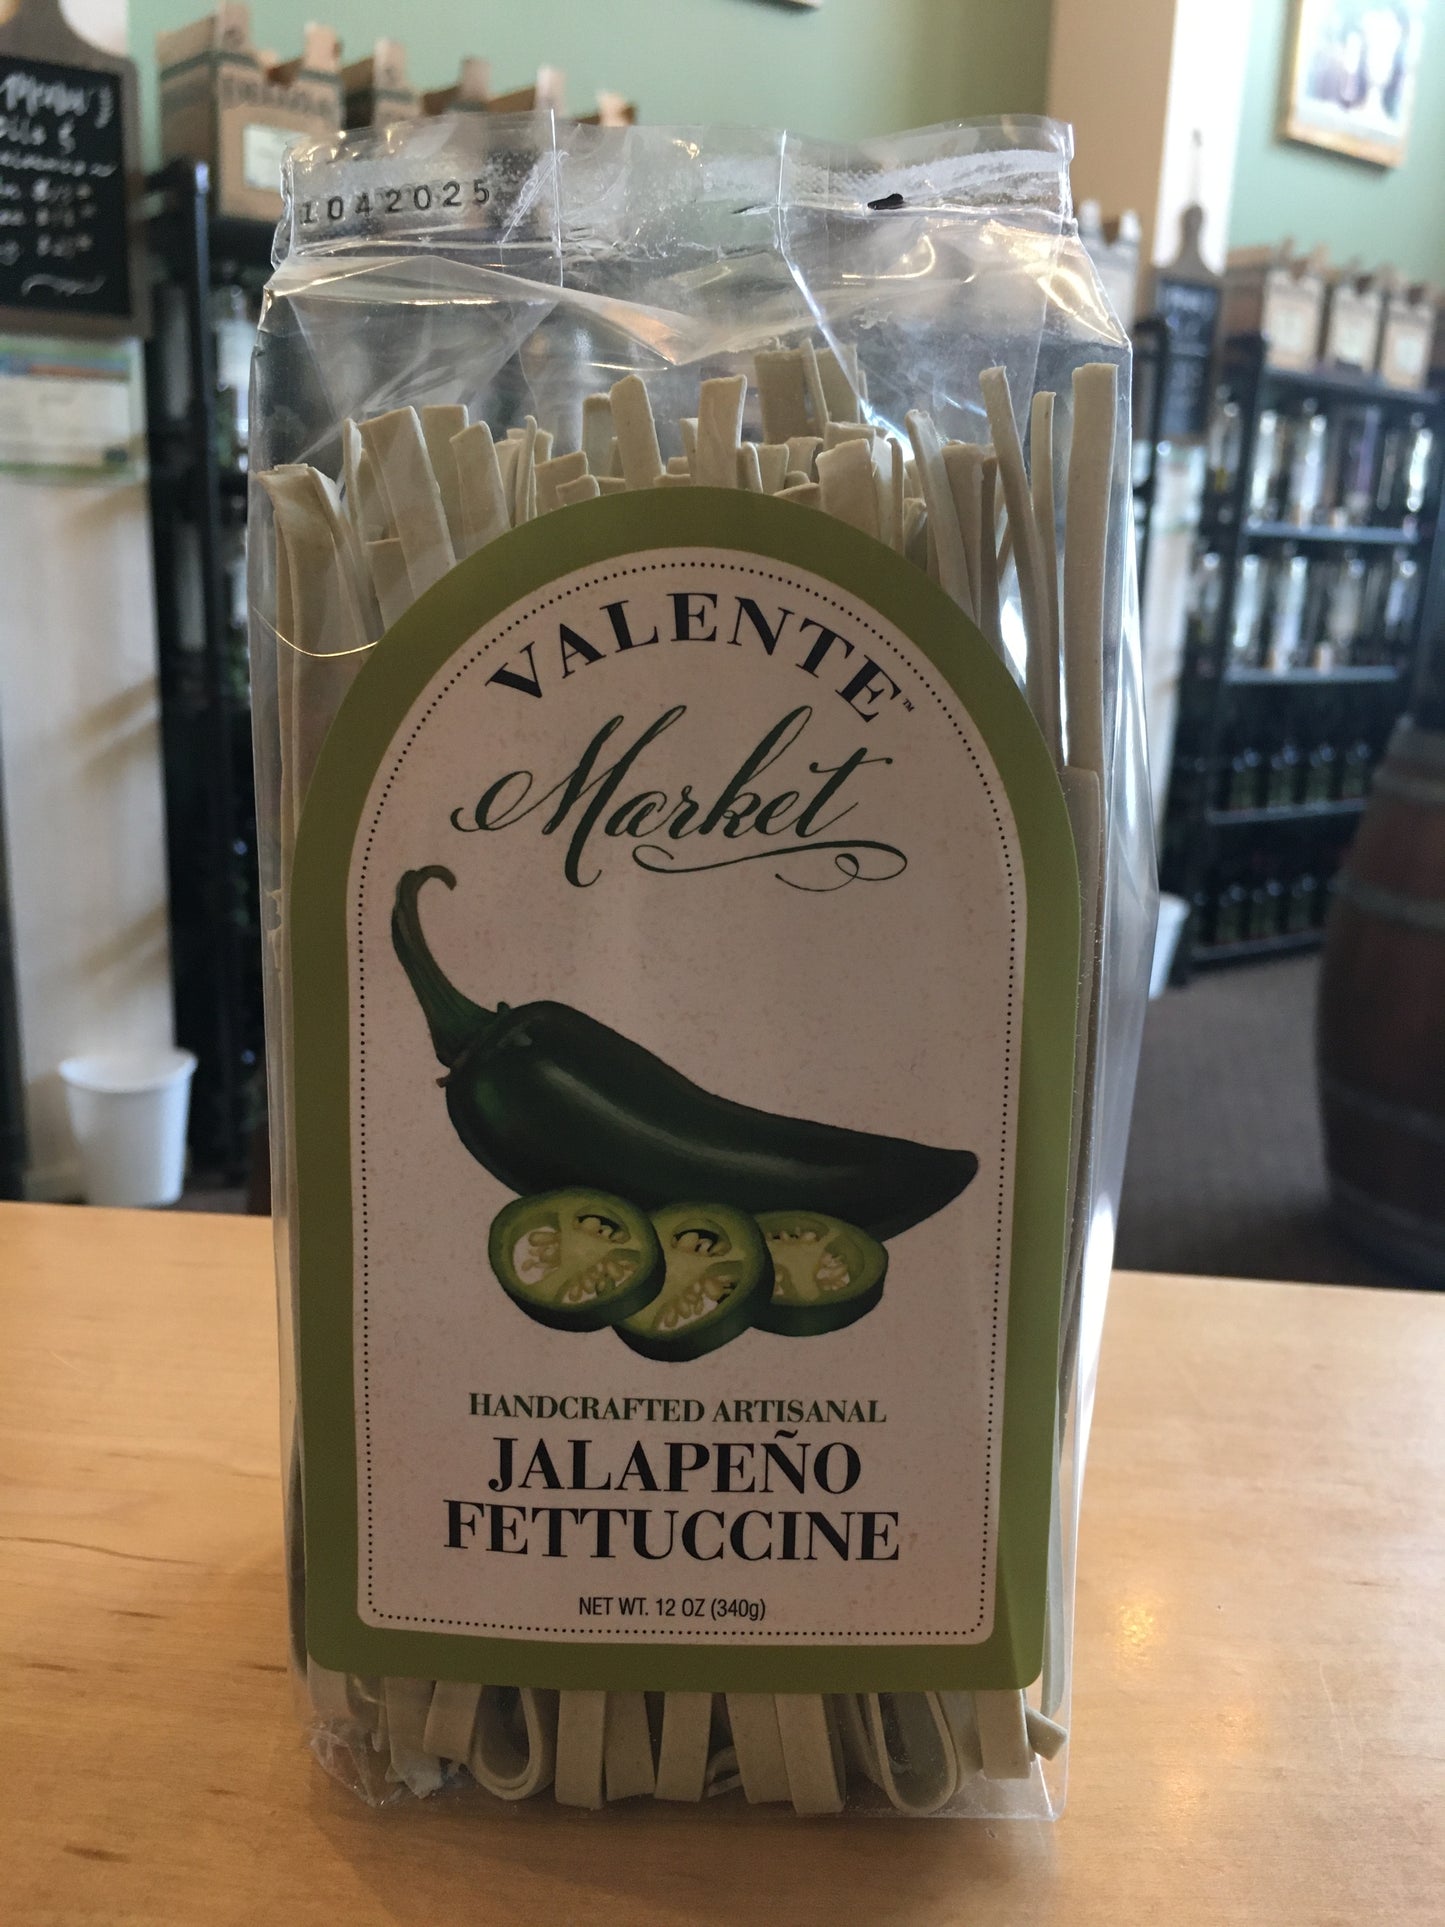 1042025
VALENTE™
Market
HANDCRAFTED ARTISANAL
JALAPEÑO
FETTUCCINE
NET WT. 12 OZ (340g)